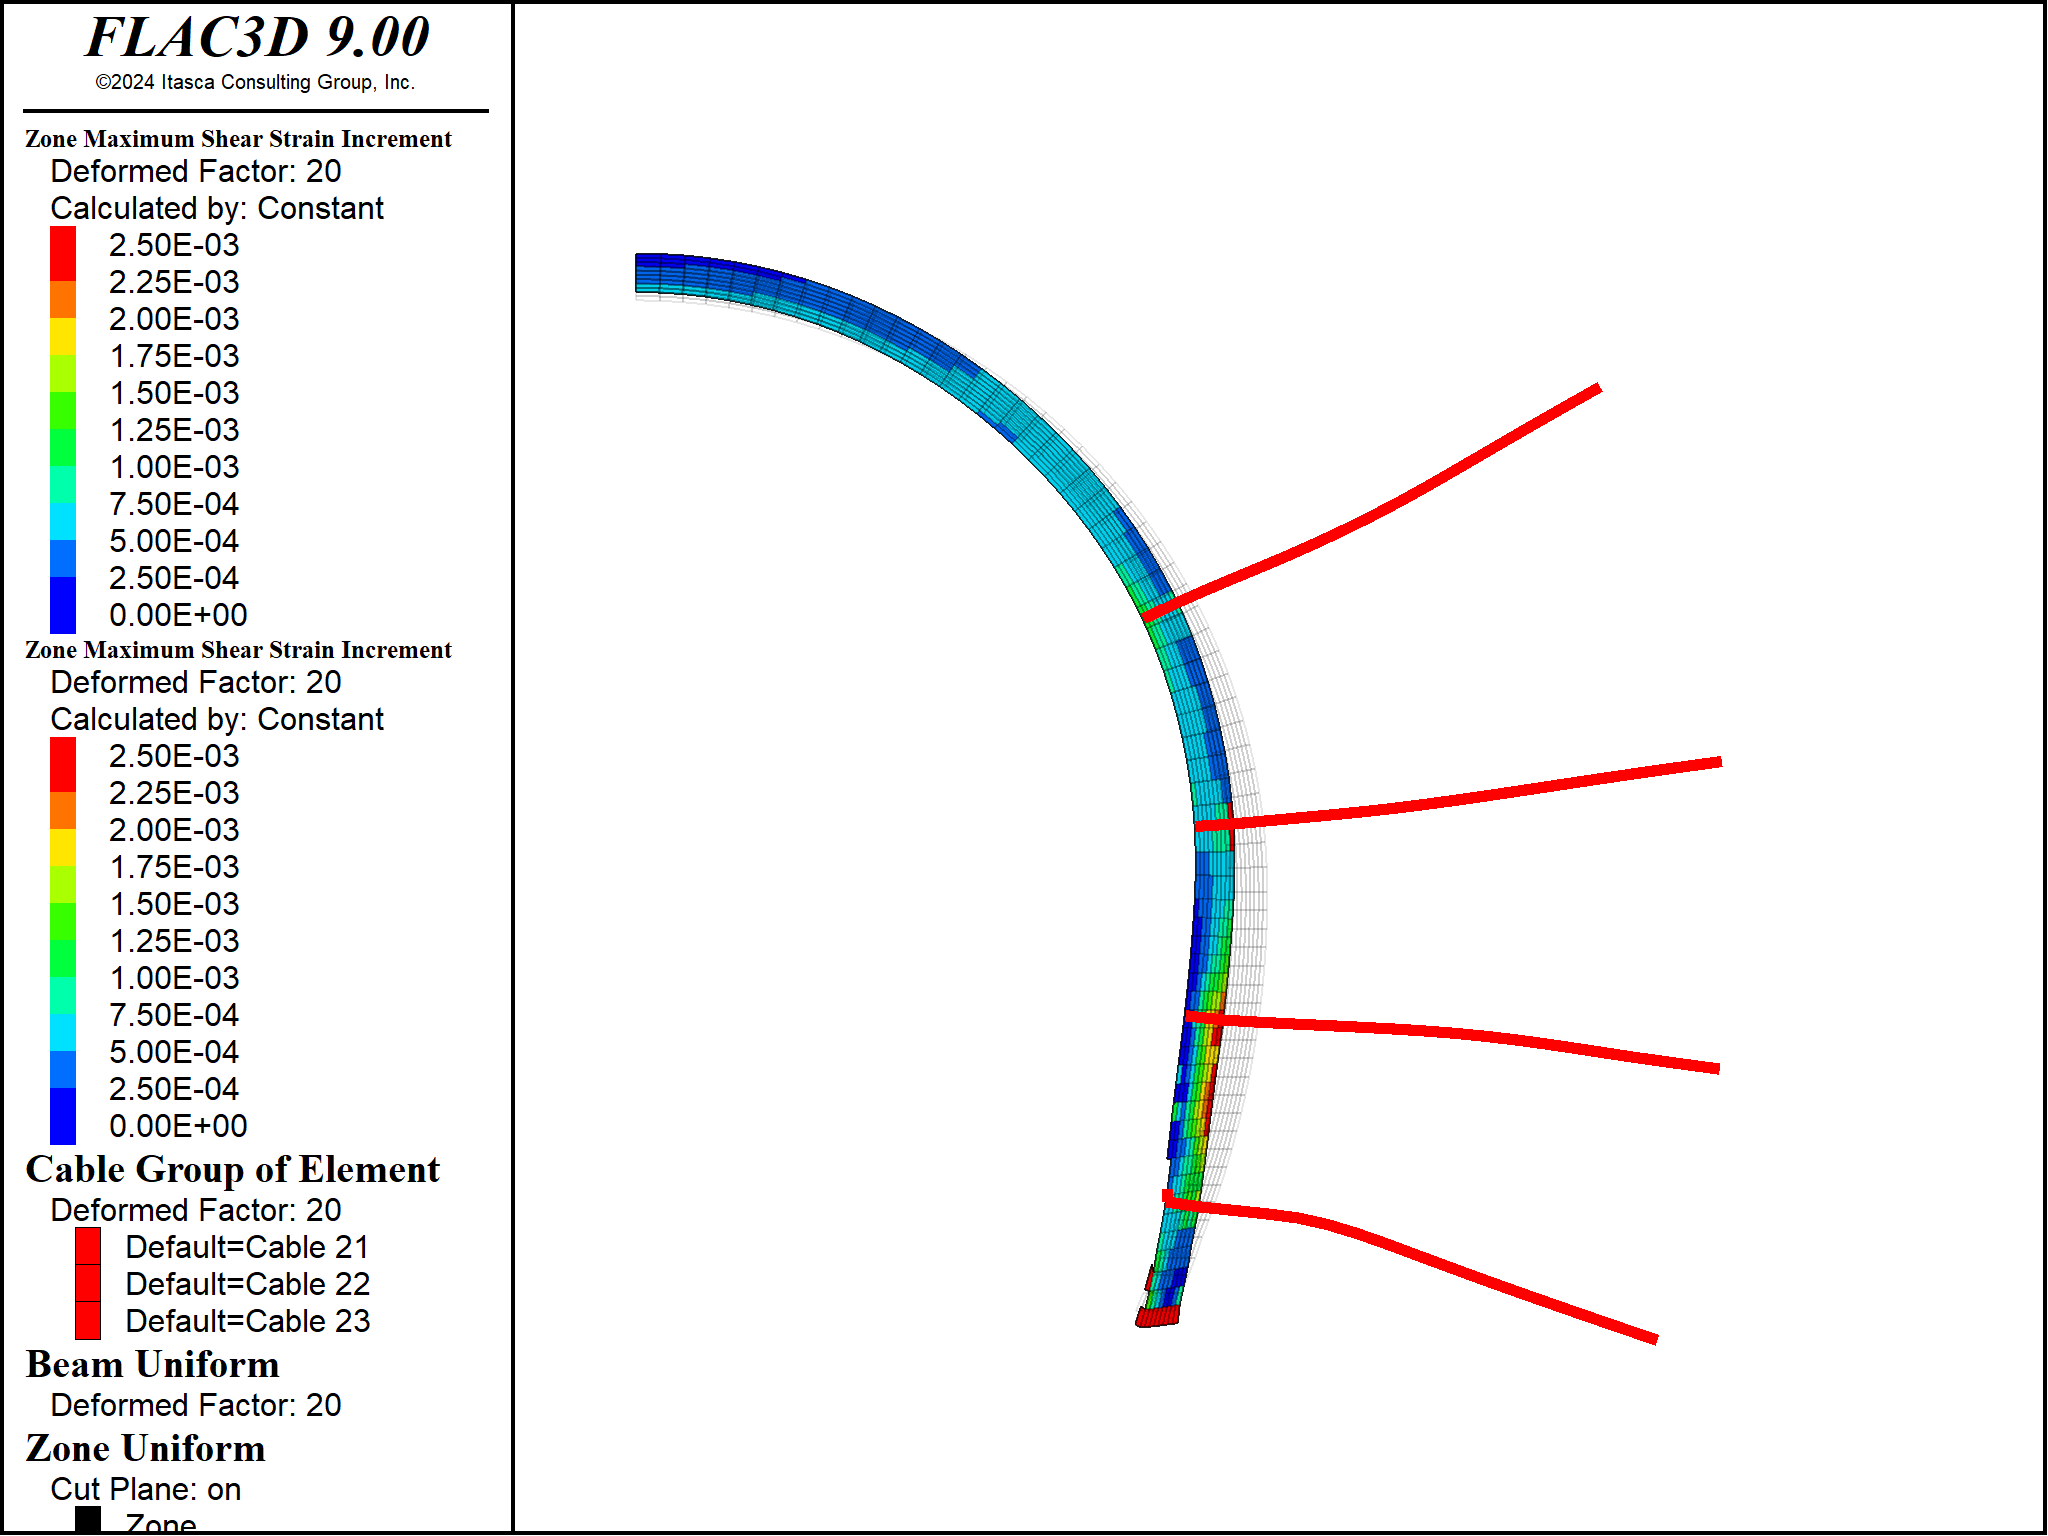 FLAC3D 9.00
©2024 Itasca Consulting Group, Inc.
Zone Maximum Shear Strain Increment
Deformed Factor: 20
Calculated by: Constant
2.50E-03
2.25E-03
2.00E-03
1.75E-03
1.50E-03
1.25E-03
1.00E-03
7.50E-04
5.00E-04
2.50E-04
0.00E+00
Zone Maximum Shear Strain Increment
Deformed Factor: 20
Calculated by: Constant
2.50E-03
2.25E-03
2.00E-03
1.75E-03
1.50E-03
1.25E-03
1.00E-03
7.50E-04
5.00E-04
2.50E-04
0.00E+00
Cable Group of Element
Deformed Factor: 20
Default=Cable 21
Default=Cable 22
Default=Cable 23
Beam Uniform
Deformed Factor: 20
Zone Uniform
Cut Plane: on
Zone